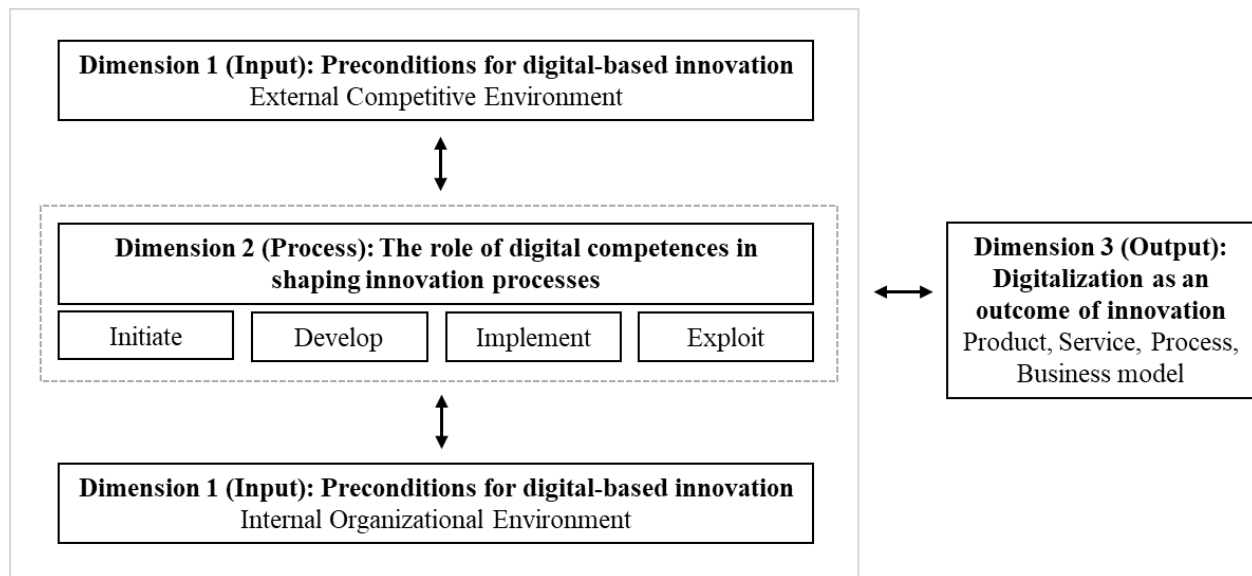 Dimension 1 (Input): Preconditions for digital-based innovation
External Competitive Environment
Dimension 2 (Process): The role of digital competences in
shaping innovation processes
Initiate
Develop
Implement
Exploit
Dimension 1 (Input): Preconditions for digital-based innovation
Internal Organizational Environment
Dimension 3 (Output):
Digitalization as an
outcome of innovation
Product, Service, Process,
Business model